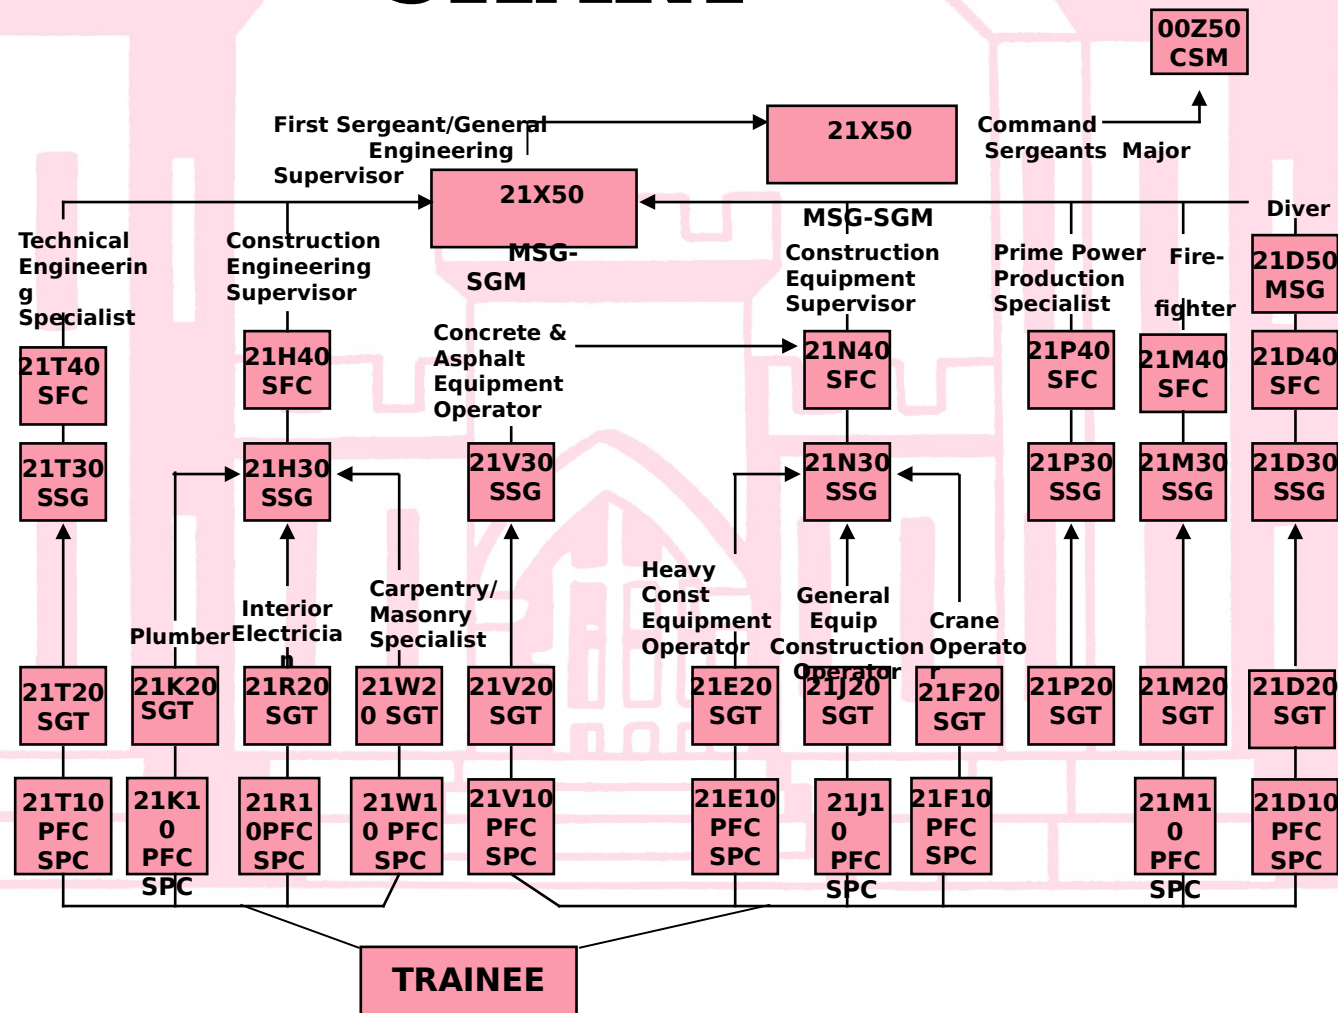 00Z50
CSM
First Sergeant/General
Engineering
Supervisor
21X50
Command
Sergeants Major
21X50
MSG-
SGM
MSG-SGM
Diver
Technical
Engineerin
g
Specialist
Construction
Engineering
Supervisor
Construction
Equipment
Supervisor
Prime Power
Production
Specialist
Fire-
fighter
21D50
MSG
Concrete &
Asphalt
Equipment
Operator
21T40
SFC
21H40
SFC
21N40
SFC
21P40
SFC
21M40
SFC
21D40
SFC
21T30
SSG
21H30
SSG
21V30
SSG
21N30
SSG
21P30
SSG
21M30
SSG
21D30
SSG
Plumber
Interior
Electricia
n
Carpentry/
Masonry
Specialist
Heavy
Const
Equipment
Operator
General
Equip
Construction
Operator
Crane
Operato
r
21T20
SGT
21K20
SGT
21R20
SGT
21W2
0 SGT
21V20
SGT
21E20
SGT
21J20
SGT
21F20
SGT
21P20
SGT
21M20
SGT
21D20
SGT
21T10
PFC
SPC
21K1
0
PFC
SPC
21R1
0PFC
SPC
21W1
0 PFC
SPC
21V10
PFC
SPC
21E10
PFC
SPC
21J1
0
PFC
SPC
21F10
PFC
SPC
21M1
0
PFC
SPC
21D10
PFC
SPC
TRAINEE